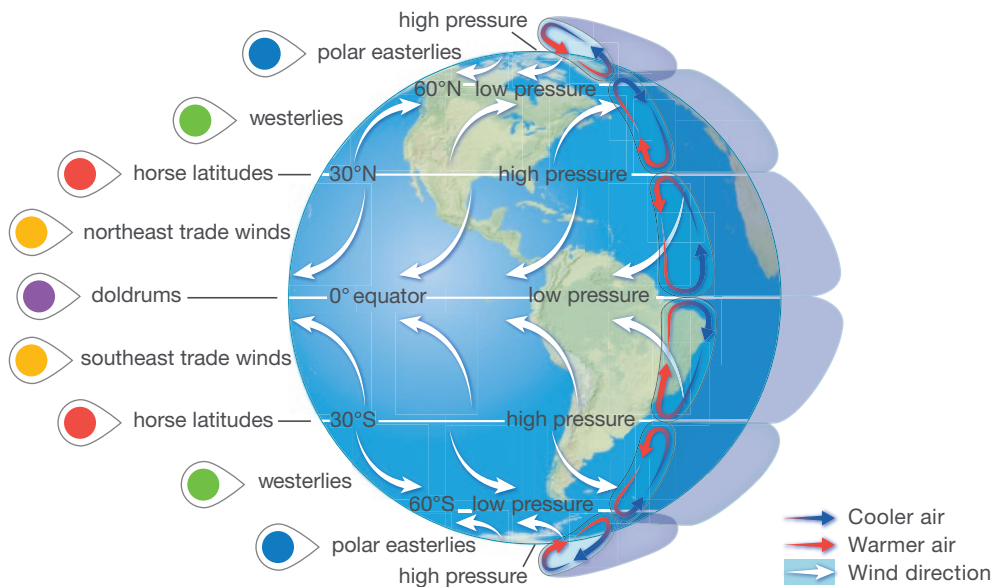 high pressure
polar easterlies
60°N low pressure
westerlies
horse latitudes
30°N
high pressure
northeast trade winds
doldrums
0° equator
low pressure
southeast trade winds
horse latitudes
30°S
high pressure
westerlies
60°S low pressure
polar easterlies
high pressure
Cooler air
Warmer air
Wind direction